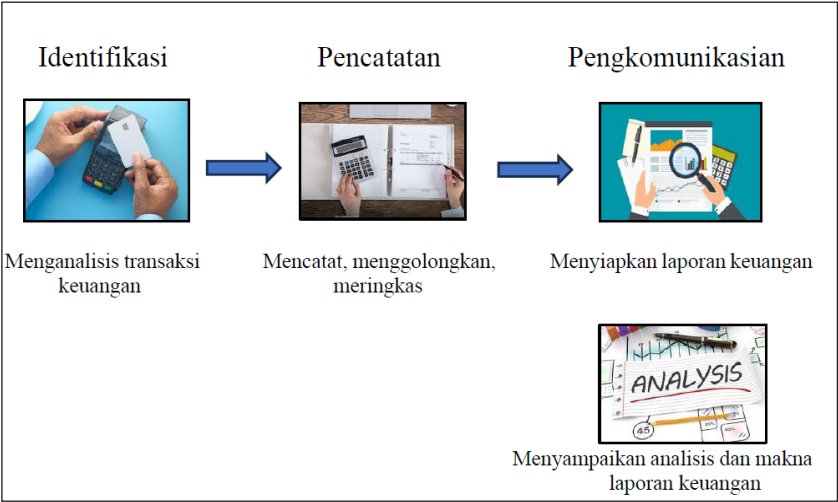 Identifikasi
Menganalisis transaksi
keuangan
Pencatatan
Mencatat, menggolongkan,
meringkas
Pengkomunikasian
Menyiapkan laporan keuangan
ANALYSIS
45
Menyampaikan analisis dan makna
laporan keuangan